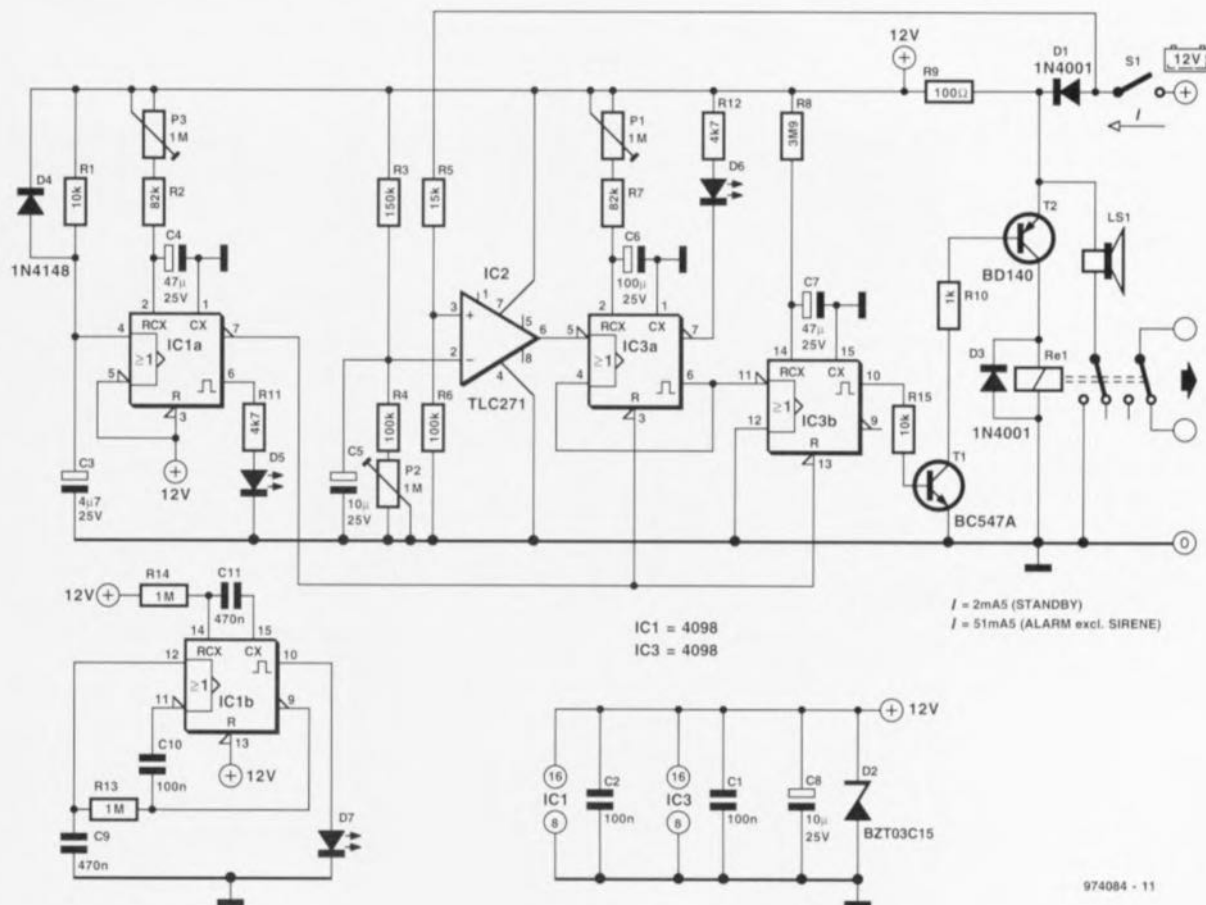 12V
R9
100Ω
D1
1N4001
S1
12V
+
I
P3
1M
R1
10k
D4
1N4148
R2
82k
C4
47µ
25V
R3
150k
R5
15k
P1
1M
R7
82k
R12
4k7
D6
R8
3M9
C6
100µ
25V
C7
47µ
25V
T2
BD140
LS1
R10
1k
IC2
TLC271
1
7
3
+
2
−
6
5
8
4
2
1
RCX
CX
4
7
≥1
IC1a
5
6
R
3
12V
R11
4k7
D5
C3
4µ7
25V
C5
10µ
25V
R4
100k
P2
1M
R6
100k
2
1
RCX
CX
5
7
≥1
IC3a
4
6
R
3
14
15
RCX
CX
11
10
≥1
IC3b
12
9
R
13
R15
10k
T1
BC547A
D3
1N4001
Re1
0
12V
R14
1M
C11
470n
14
15
RCX
CX
12
10
≥1
IC1b
11
9
R
13
12V
C10
100n
R13
1M
C9
470n
D7
IC1 = 4098
IC3 = 4098
I = 2mA5 (STANDBY)
I = 51mA5 (ALARM excl. SIRENE)
12V
16
IC1
8
C2
100n
16
IC3
8
C1
100n
C8
10µ
25V
D2
BZT03C15
974084 - 11